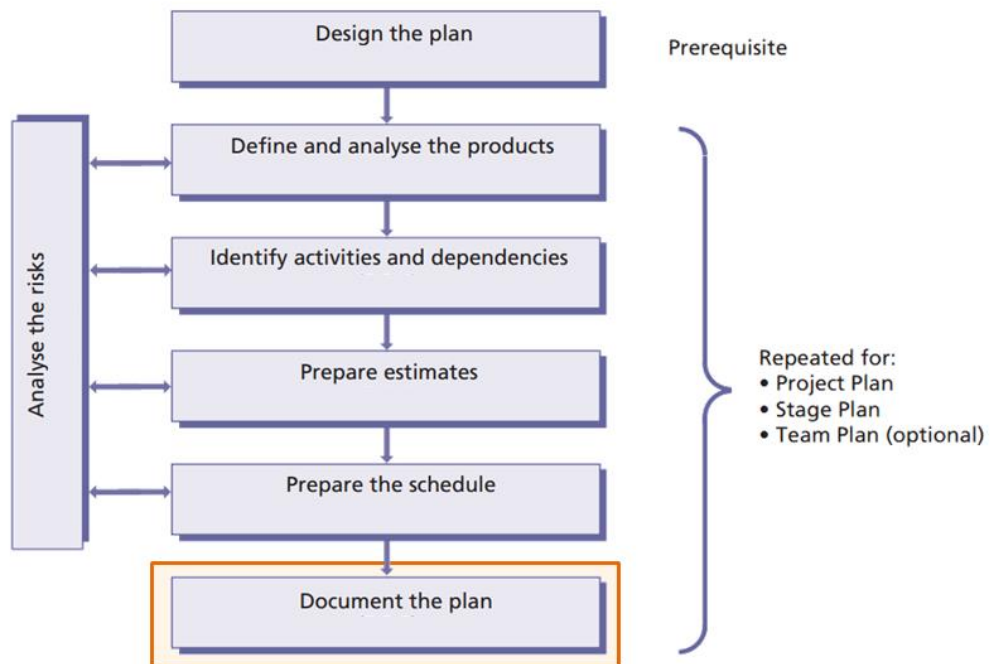 Design the plan
Prerequisite
Define and analyse the products
Identify activities and dependencies
Analyse the risks
Prepare estimates
Prepare the schedule
Document the plan
Repeated for:
• Project Plan
• Stage Plan
• Team Plan (optional)